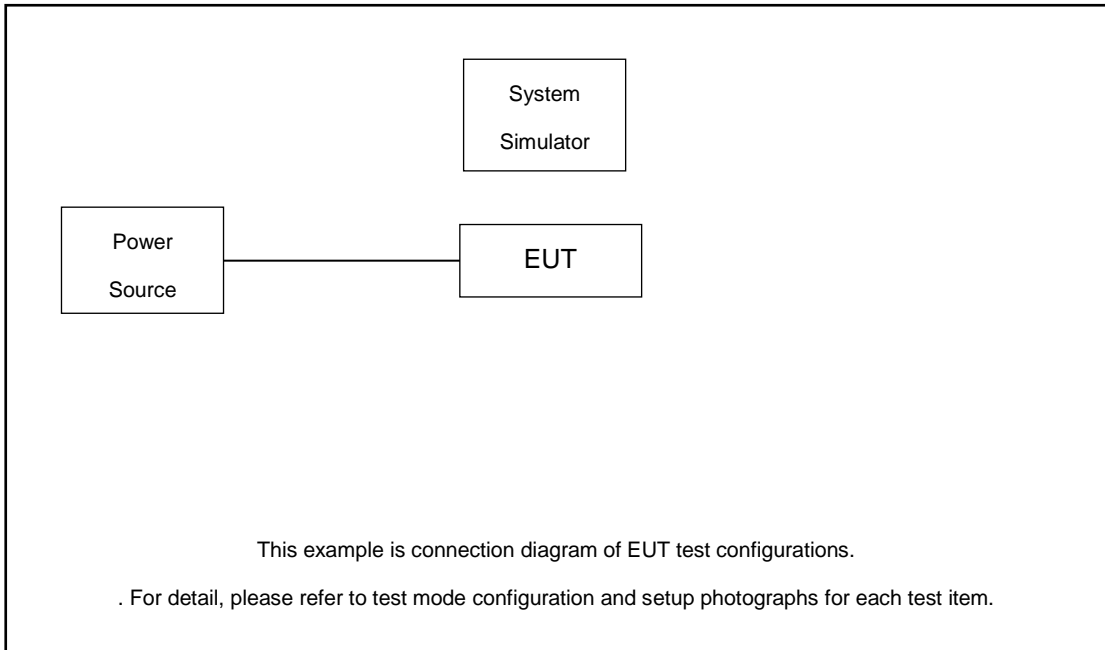 System
Simulator
Power
Source
EUT
This example is connection diagram of EUT test configurations.
. For detail, please refer to test mode configuration and setup photographs for each test item.